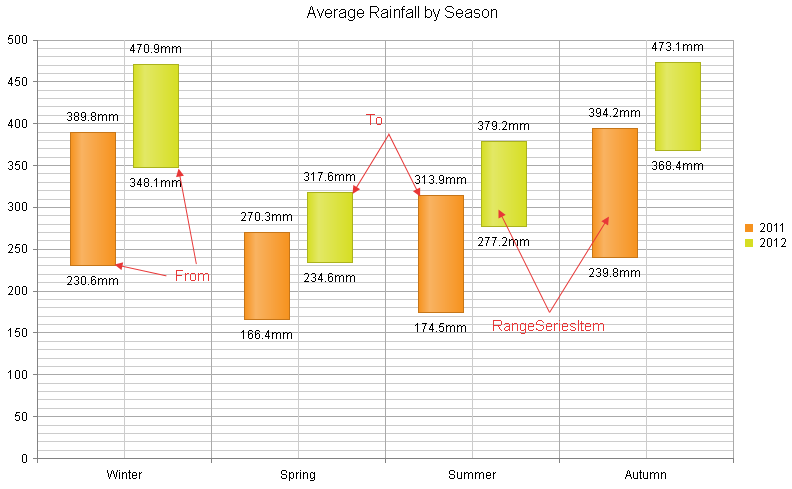 Average Rainfall by Season
500
450
400
350
300
250
200
150
100
50
0
470.9mm
389.8mm
348.1mm
230.6mm
317.6mm
270.3mm
234.6mm
166.4mm
379.2mm
313.9mm
277.2mm
174.5mm
473.1mm
394.2mm
368.4mm
239.8mm
To
From
RangeSeriesItem
2011
2012
Winter
Spring
Summer
Autumn